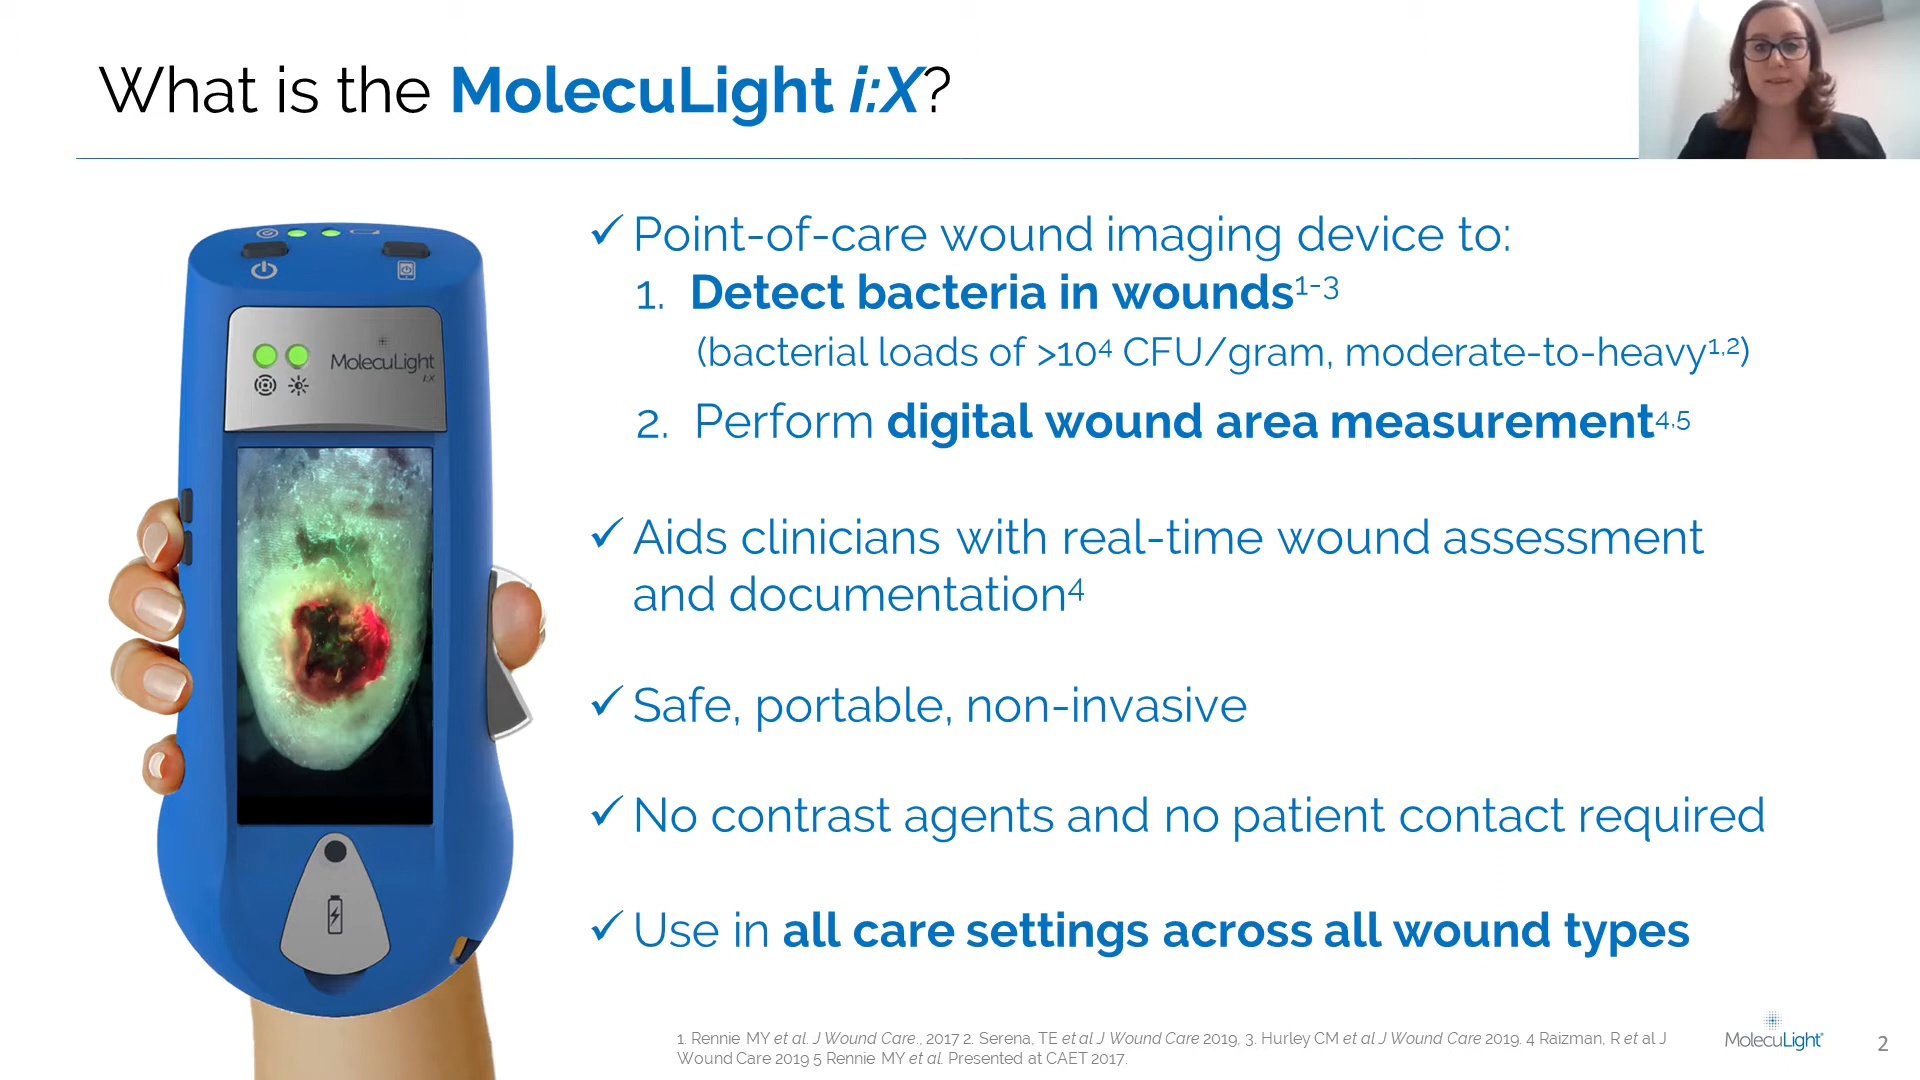 What is the MolecuLight i:X?
MolecuLight
i:X
✓ Point-of-care wound imaging device to:
1. Detect bacteria in wounds1-3
(bacterial loads of >10⁴ CFU/gram, moderate-to-heavy1,2)
2. Perform digital wound area measurement4,5
✓ Aids clinicians with real-time wound assessment
and documentation4
✓ Safe, portable, non-invasive
✓ No contrast agents and no patient contact required
✓ Use in all care settings across all wound types
1. Rennie MY et al. J Wound Care., 2017 2. Serena, TE et al J Wound Care 2019, 3. Hurley CM et al J Wound Care 2019. 4 Raizman, R et al J
Wound Care 2019 5 Rennie MY et al. Presented at CAET 2017.
MolecuLight®
2